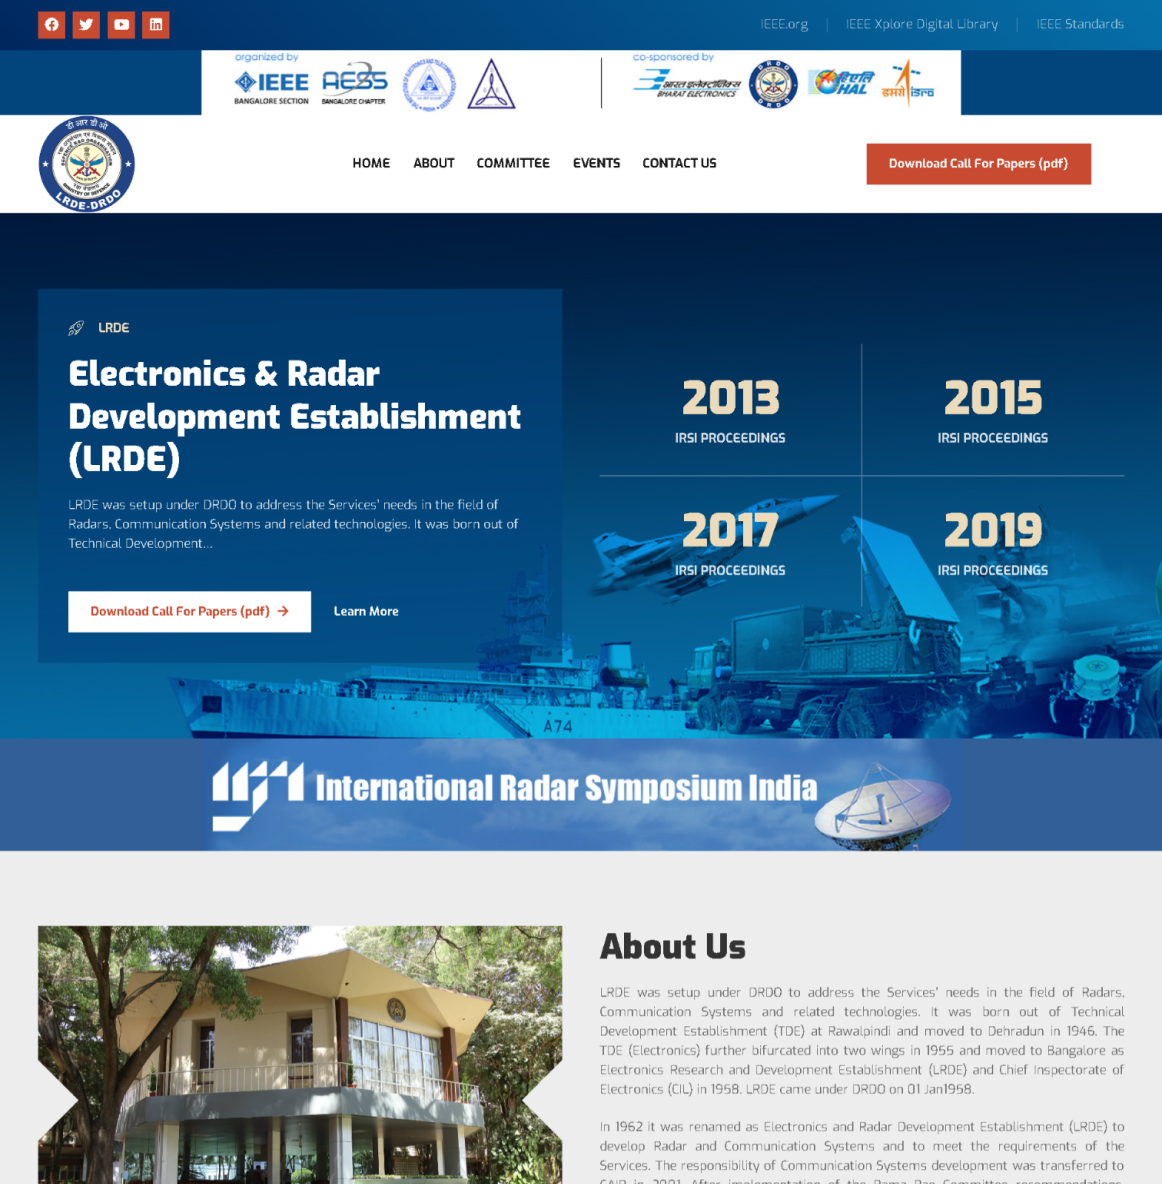 IEEE.org
IEEE Xplore Digital Library
IEEE Standards
organized by
IEEE
BANGALORE SECTION
AESS
BANGALORE CHAPTER
co-sponsored by
BHARAT ELECTRONICS
DRDO
हिएलि
HAL
इसरो isro
डी आर डी ओ
LRDE-DRDO
HOME
ABOUT
COMMITTEE
EVENTS
CONTACT US
Download Call For Papers (pdf)
LRDE
Electronics & Radar
Development Establishment
(LRDE)
LRDE was setup under DRDO to address the Services' needs in the field of
Radars, Communication Systems and related technologies. It was born out of
Technical Development...
Download Call For Papers (pdf)
Learn More
2013
IRSI PROCEEDINGS
2015
IRSI PROCEEDINGS
2017
IRSI PROCEEDINGS
2019
IRSI PROCEEDINGS
A74
International Radar Symposium India
About Us
LRDE was setup under DRDO to address the Services' needs in the field of Radars,
Communication Systems and related technologies. It was born out of Technical
Development Establishment (TDE) at Rawalpindi and moved to Dehradun in 1946. The
TDE (Electronics) further bifurcated into two wings in 1955 and moved to Bangalore as
Electronics Research and Development Establishment (LRDE) and Chief Inspectorate of
Electronics (CIL) in 1958. LRDE came under DRDO on 01 Jan1958.
In 1962 it was renamed as Electronics and Radar Development Establishment (LRDE) to
develop Radar and Communication Systems and to meet the requirements of the
Services. The responsibility of Communication Systems development was transferred to